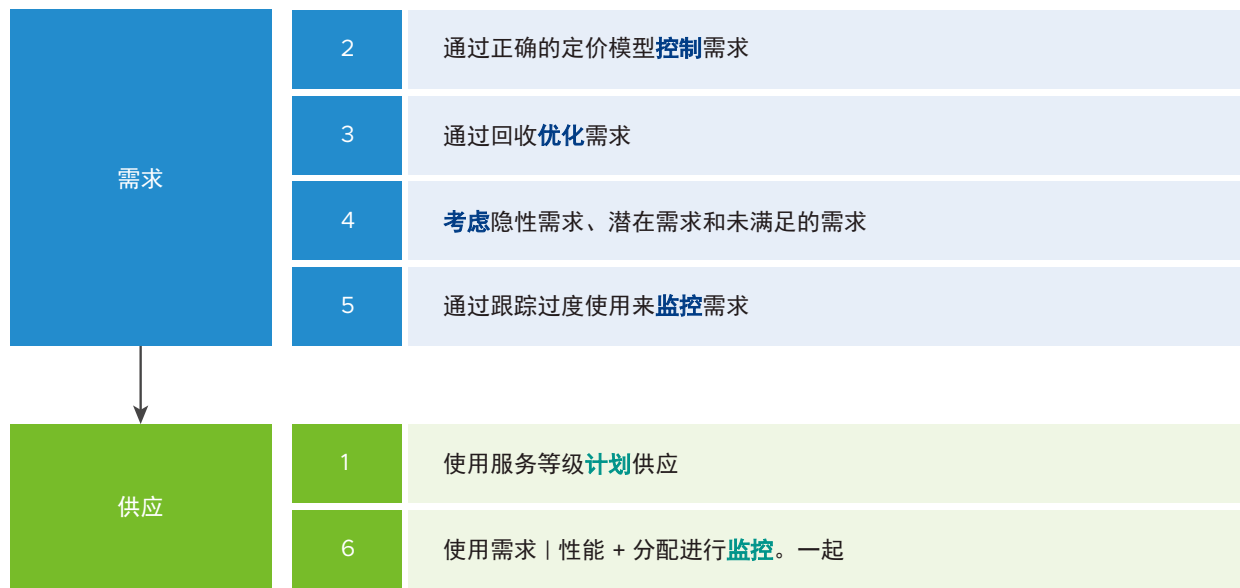 需求
2
通过正确的定价模型控制需求
3
通过回收优化需求
4
考虑隐性需求、潜在需求和未满足的需求
5
通过跟踪过度使用来监控需求
供应
1
使用服务等级计划供应
6
使用需求 | 性能 + 分配进行监控。一起